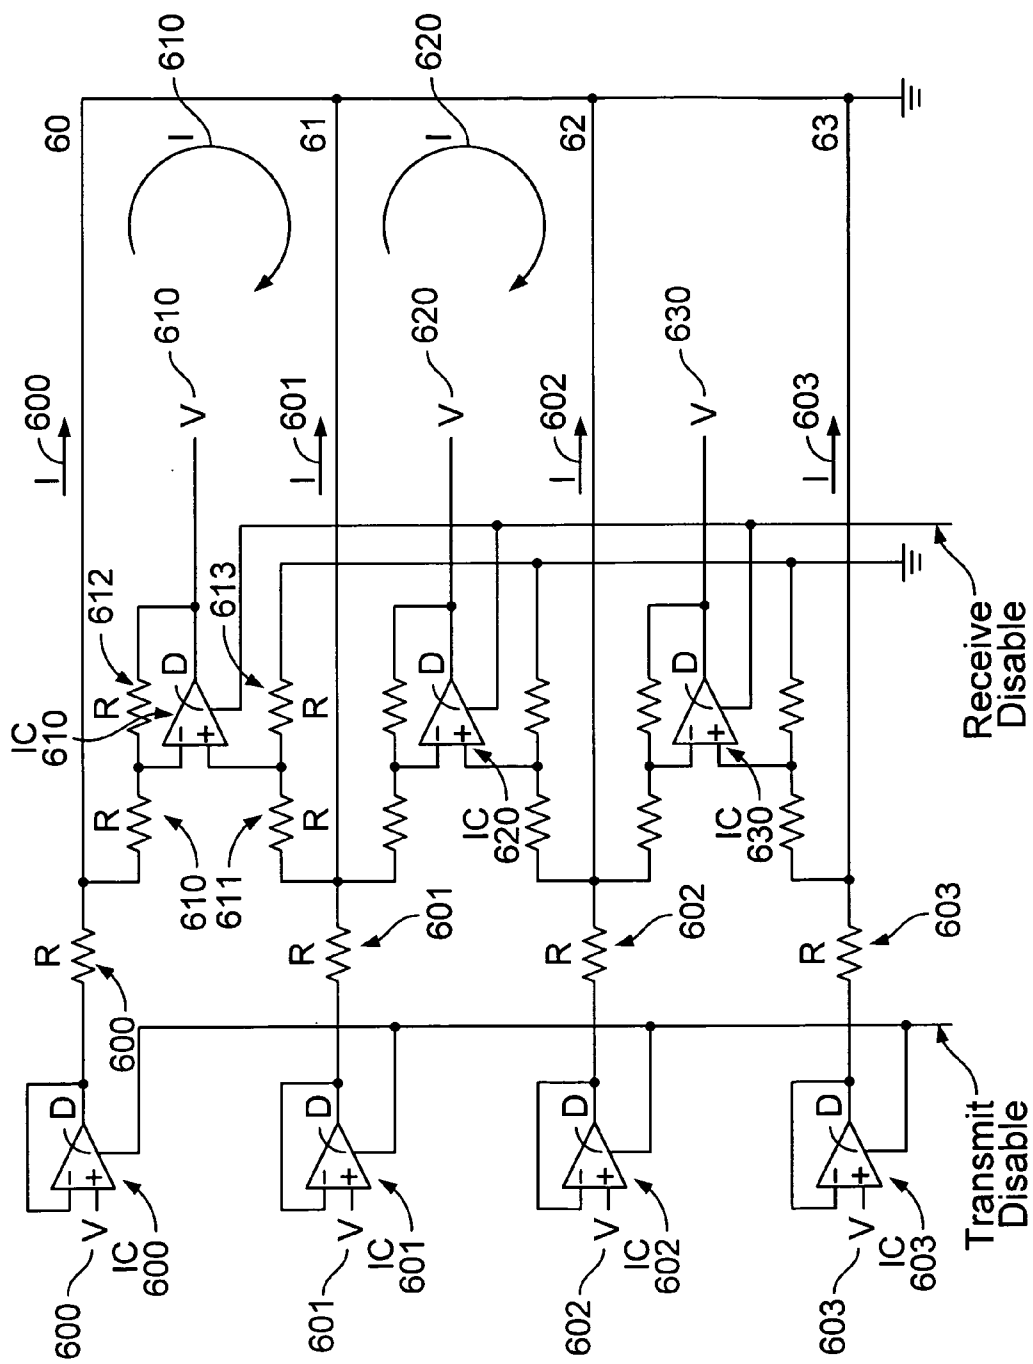 60
I 600
I 610
IC 610
R 612
D
V 610
R
600
R
610
D
V 600
IC 600
R 613
R
611
61
I 601
I 620
R
601
D
V 601
IC 601
D
V 620
IC 620
62
I 602
R
602
D
V 602
IC 602
D
V 630
IC 630
63
I 603
R
603
D
V 603
IC 603
- +
- +
- +
- +
- +
- +
- +
Transmit
Disable
Receive
Disable